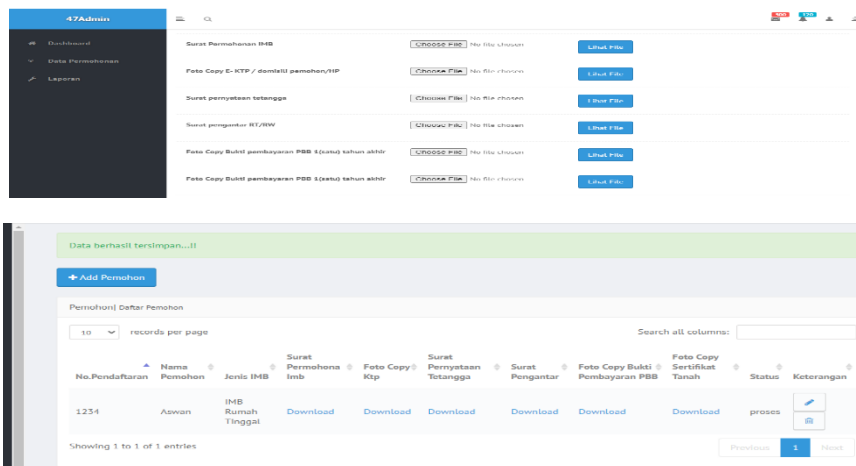 47Admin
Dashboard
Data Permohonan
Laporan
Surat Permohonan IMB Choose File No file chosen Lihat File
Foto Copy E- KTP / domisili pemohon/HP Choose File No file chosen Lihat File
Surat pernyataan tetangga Choose File No file chosen Lihat File
Surat pengantar RT/RW Choose File No file chosen Lihat File
Foto Copy Bukti pembayaran PBB 1(satu) tahun akhir Choose File No file chosen Lihat File
Foto Copy Bukti pembayaran PBB 1(satu) tahun akhir Choose File No file chosen Lihat File
Data berhasil tersimpan...!!
Add Pemohon
Pemohon| Daftar Pemohon
10 records per page Search all columns:
No.Pendaftaran Nama Pemohon Jenis IMB Surat Permohona Imb Foto Copy Ktp Surat Pernyataan Tetangga Surat Pengantar Foto Copy Bukti Pembayaran PBB Foto Copy Sertifikat Tanah Status Keterangan
1234 Aswan IMB Rumah Tinggal Download Download Download Download Download Download proses
Showing 1 to 1 of 1 entries Previous 1 Next